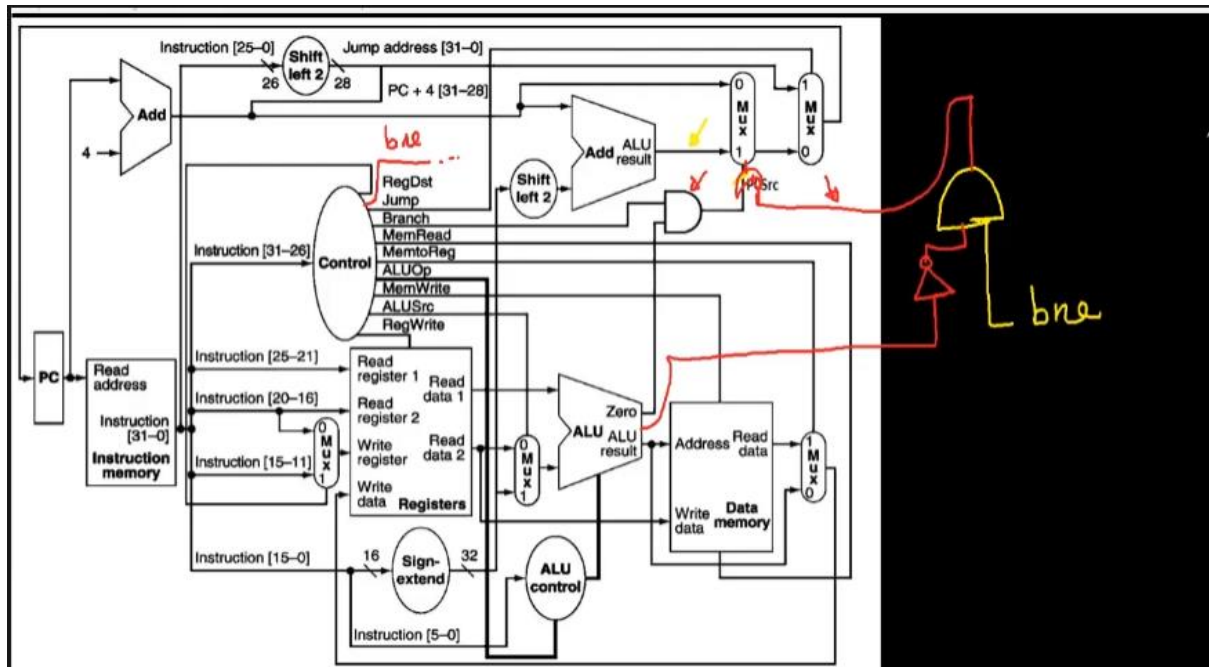 Instruction [25–0]
Shift
left 2
Jump address [31–0]
26
28
PC + 4 [31–28]
Add
4
bne
RegDst
Jump
Branch
MemRead
MemtoReg
ALUOp
MemWrite
ALUSrc
RegWrite
Control
Instruction [31–26]
Shift
left 2
Add
ALU
result
0
Mux
1
1
Mux
0
PCSrc
bne
PC
Read
address
Instruction
[31–0]
Instruction
memory
Instruction [25–21]
Instruction [20–16]
Instruction [15–11]
0
Mux
1
Read
register 1
Read
data 1
Read
register 2
Write
register
Read
data 2
Write
data
Registers
0
Mux
1
Zero
ALU
ALU
result
Address
Read
data
Write
data
Data
memory
1
Mux
0
Instruction [15–0]
16
Sign-
extend
32
ALU
control
Instruction [5–0]